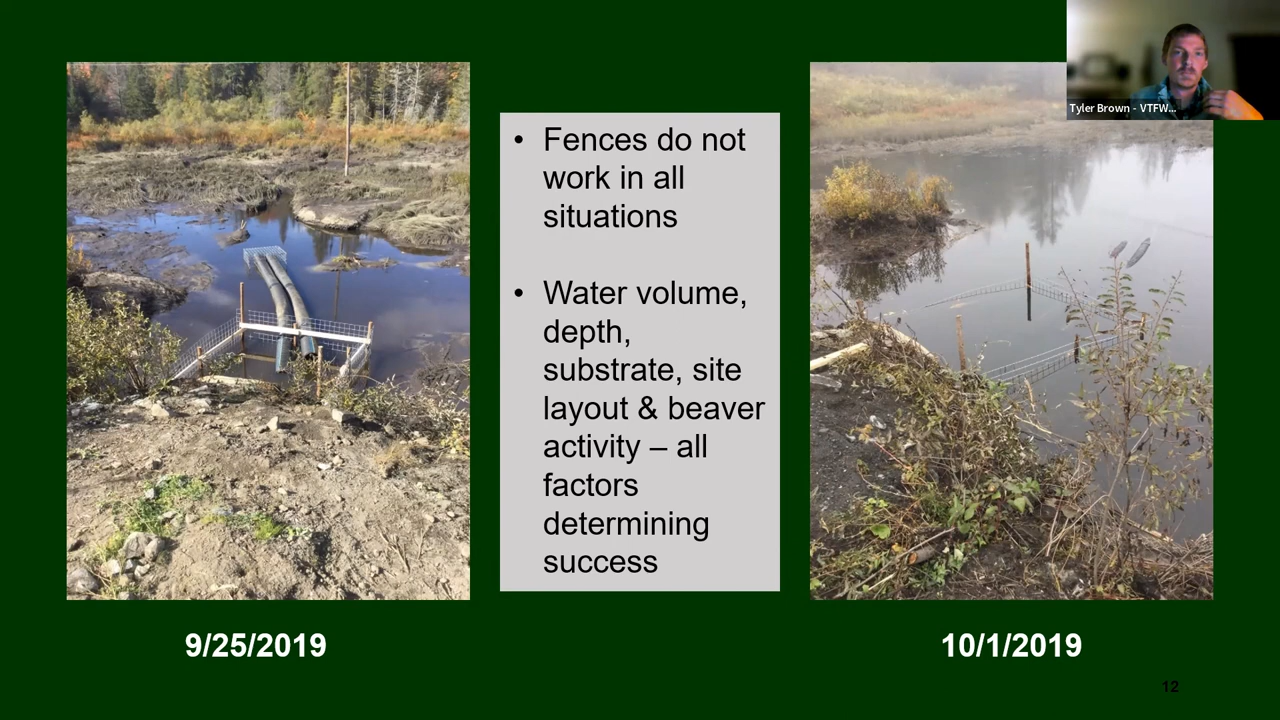 Tyler Brown - VTFW...
• Fences do not
work in all
situations
• Water volume,
depth,
substrate, site
layout & beaver
activity – all
factors
determining
success
9/25/2019
10/1/2019
12